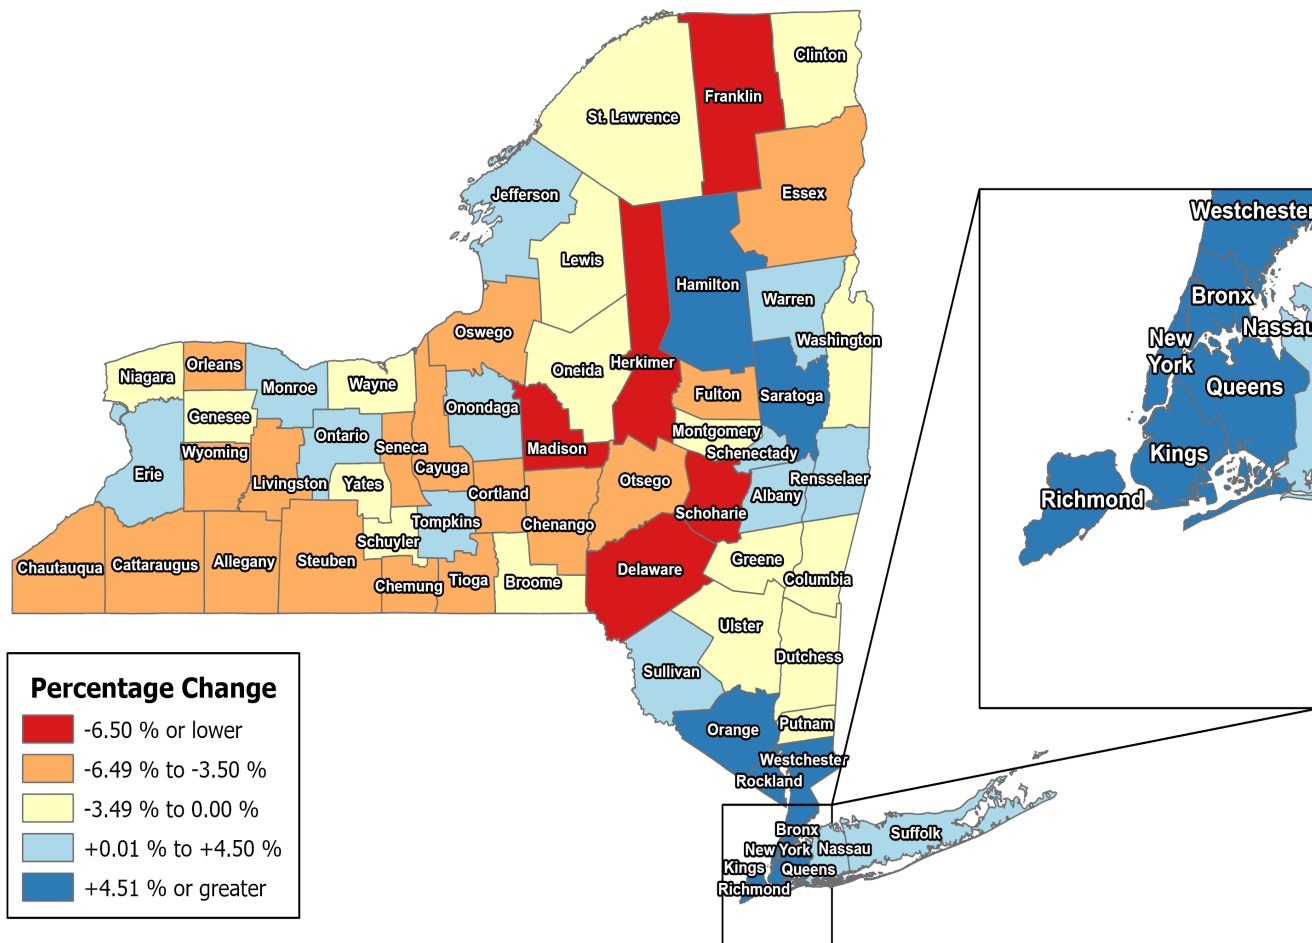 Clinton
Franklin
St. Lawrence
Essex
Jefferson
Westchester
Lewis
Hamilton
Bronx
Warren
Nassau
Oswego
New
York
Washington
Herkimer
Orleans
Oneida
Niagara
Monroe
Wayne
Queens
Fulton
Saratoga
Onondaga
Genesee
Montgomery
Ontario
Seneca
Madison
Schenectady
Wyoming
Kings
Cayuga
Erie
Rensselaer
Livingston
Yates
Otsego
Cortland
Albany
Richmond
Schoharie
Tompkins
Chenango
Schuyler
Greene
Steuben
Allegany
Cattaraugus
Chautauqua
Delaware
Columbia
Chemung
Tioga
Broome
Ulster
Dutchess
Sullivan
Putnam
Orange
Westchester
Rockland
Bronx
Suffolk
New York
Nassau
Kings
Queens
Richmond
Percentage Change
-6.50 % or lower
-6.49 % to -3.50 %
-3.49 % to 0.00 %
+0.01 % to +4.50 %
+4.51 % or greater